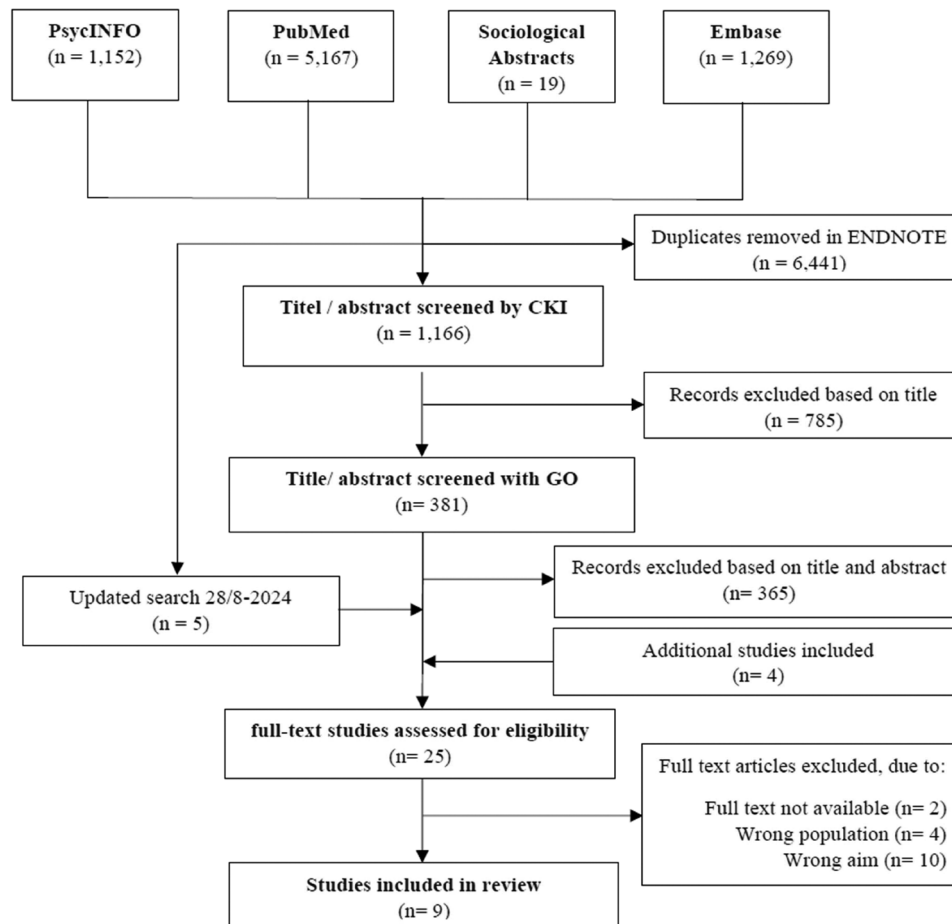 PsycINFO
(n = 1,152)
PubMed
(n = 5,167)
Sociological
Abstracts
(n = 19)
Embase
(n = 1,269)
Duplicates removed in ENDNOTE
(n = 6,441)
Titel / abstract screened by CKI
(n = 1,166)
Records excluded based on title
(n = 785)
Title/ abstract screened with GO
(n= 381)
Records excluded based on title and abstract
(n= 365)
Updated search 28/8-2024
(n = 5)
Additional studies included
(n= 4)
full-text studies assessed for eligibility
(n= 25)
Full text articles excluded, due to:
Full text not available (n= 2)
Wrong population (n= 4)
Wrong aim (n= 10)
Studies included in review
(n= 9)